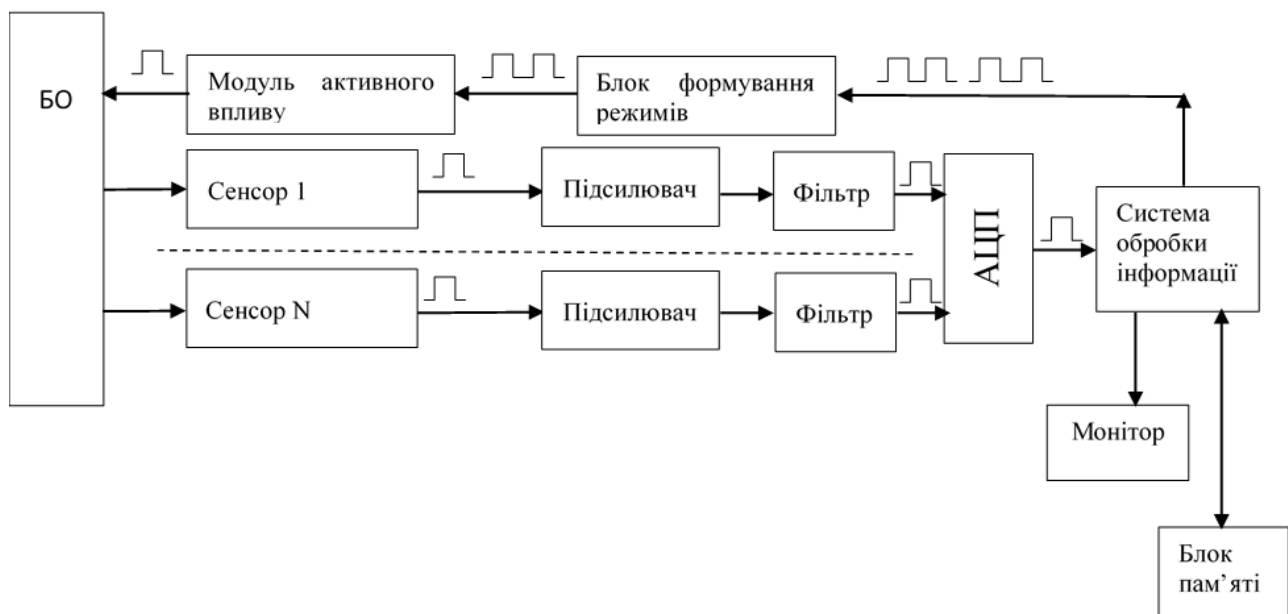 БО
Модуль активного
впливу
Блок формування
режимів
Сенсор 1
Підсилювач
Фільтр
АЦП
Система
обробки
інформації
Сенсор N
Підсилювач
Фільтр
Монітор
Блок
пам’яті